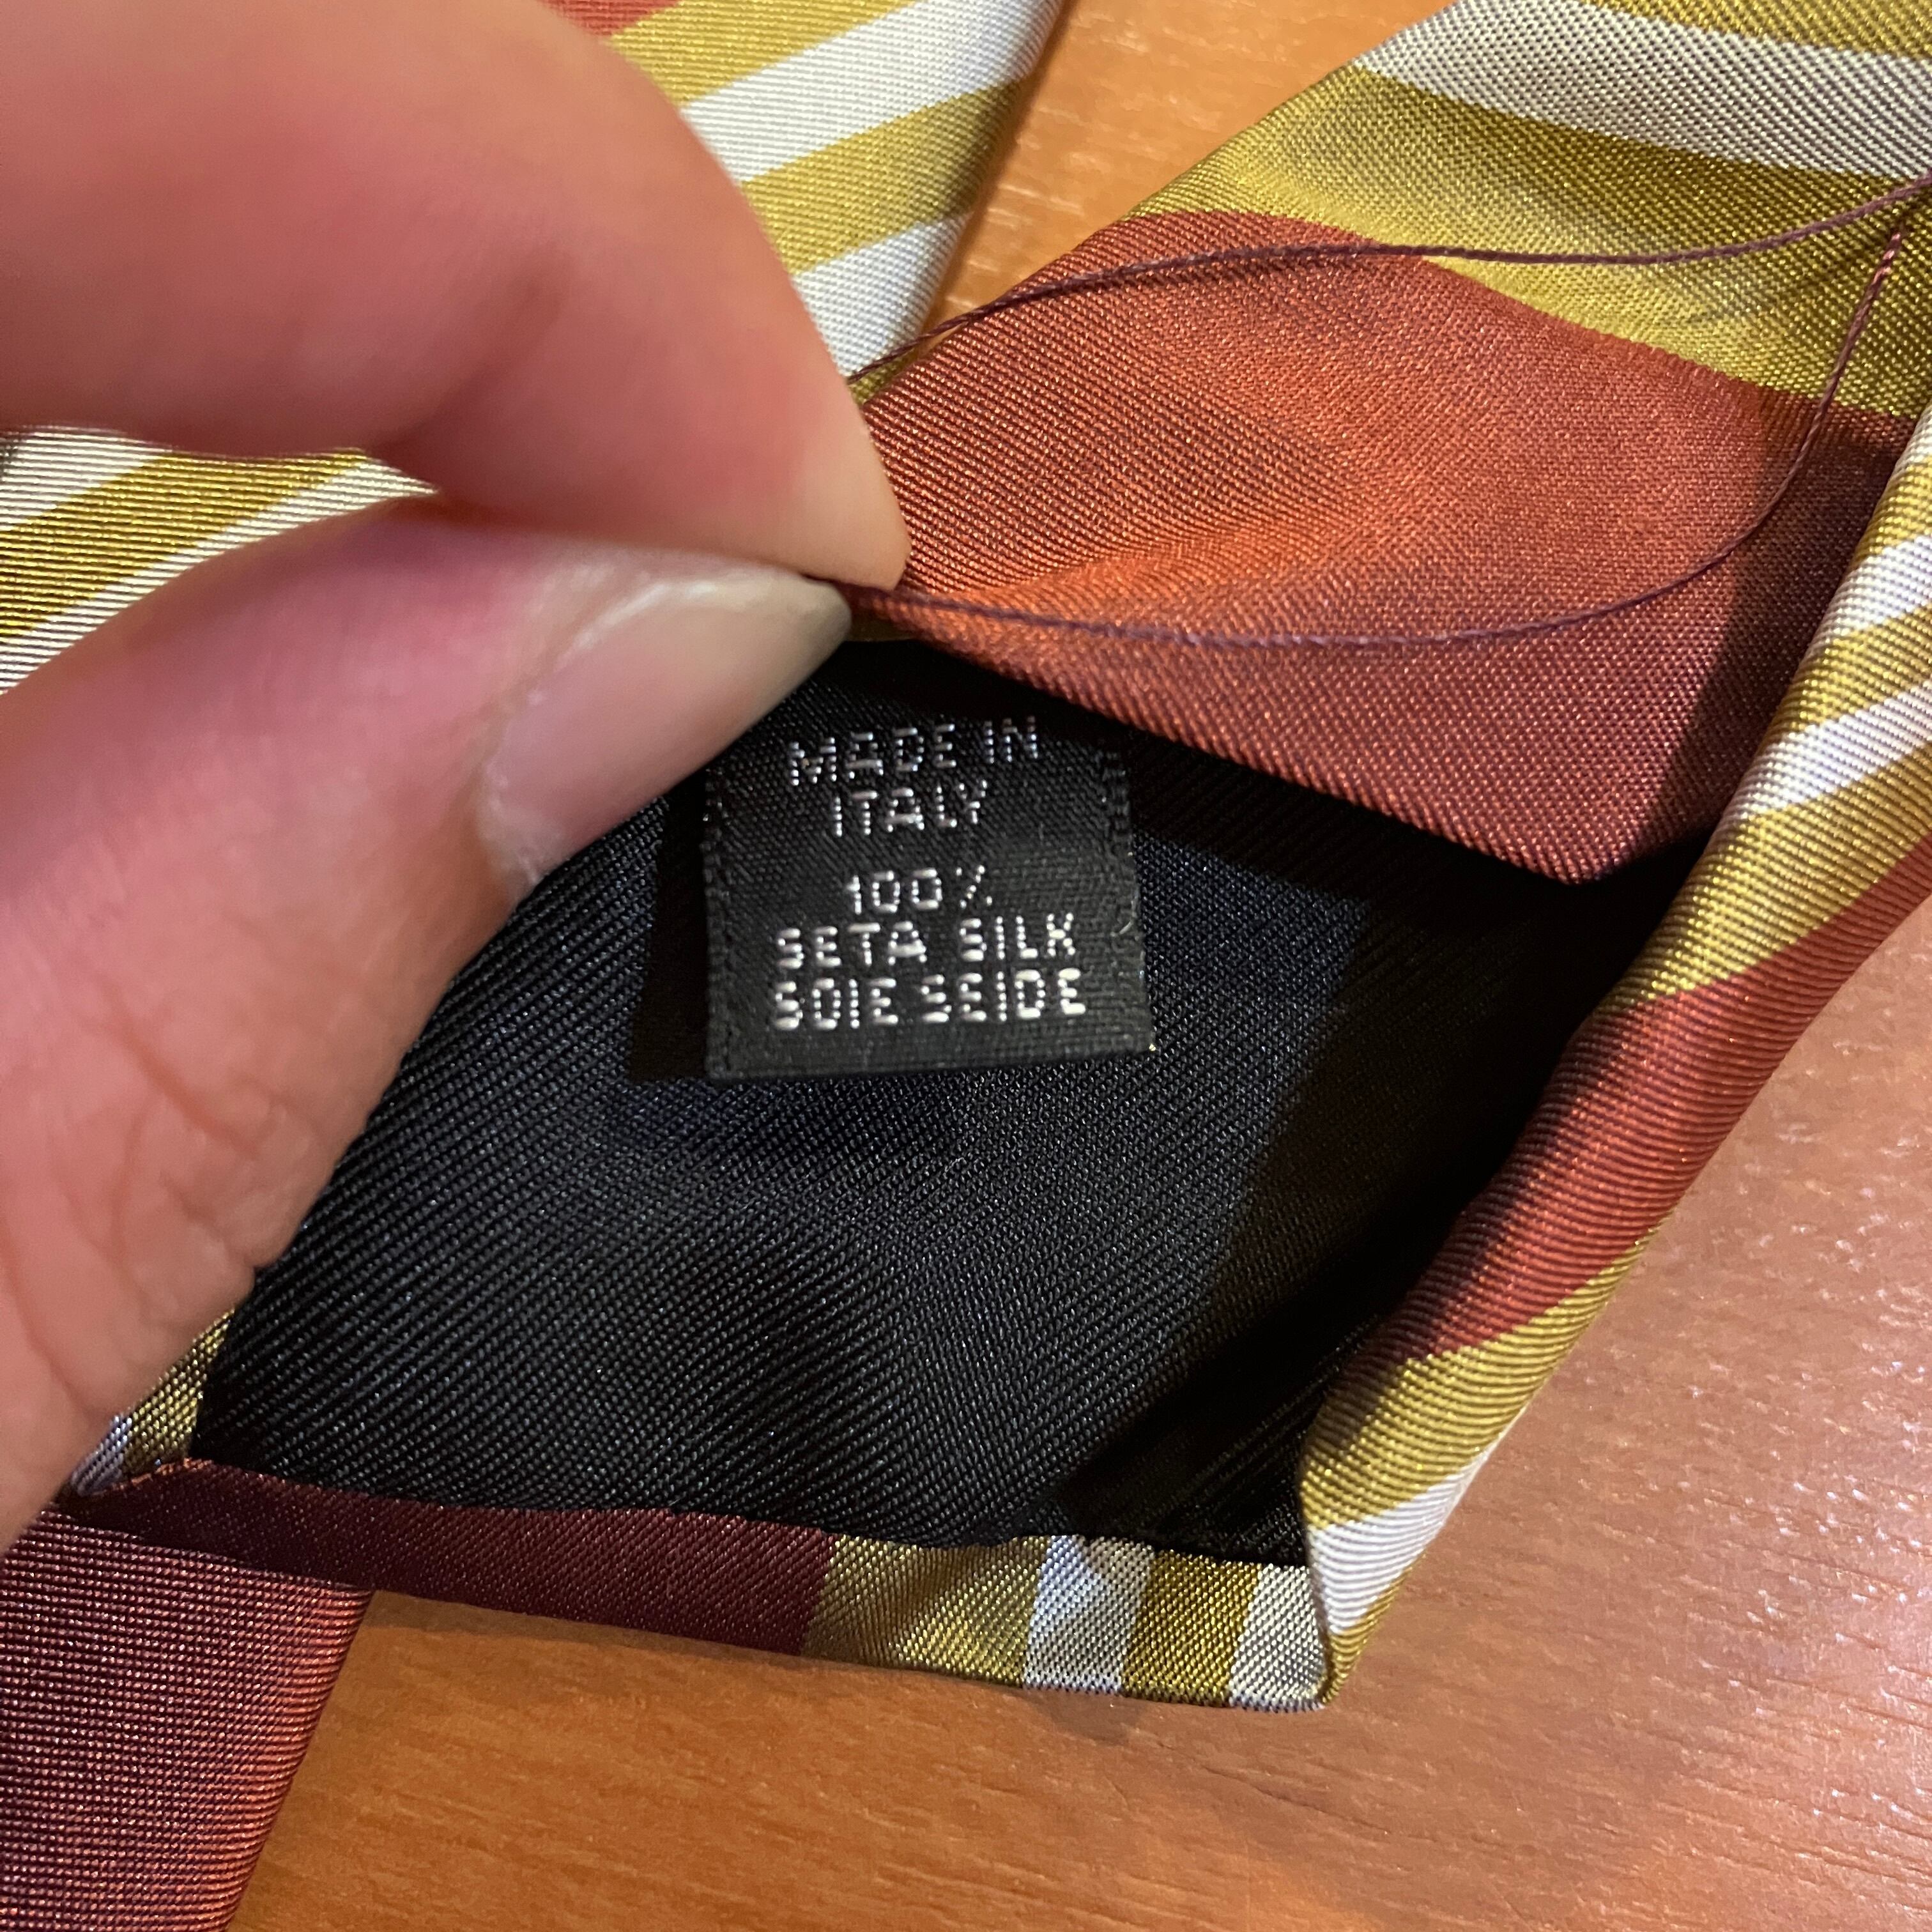 MADE IN
ITALY
100%
SETA SILK
SOIE SEIDE